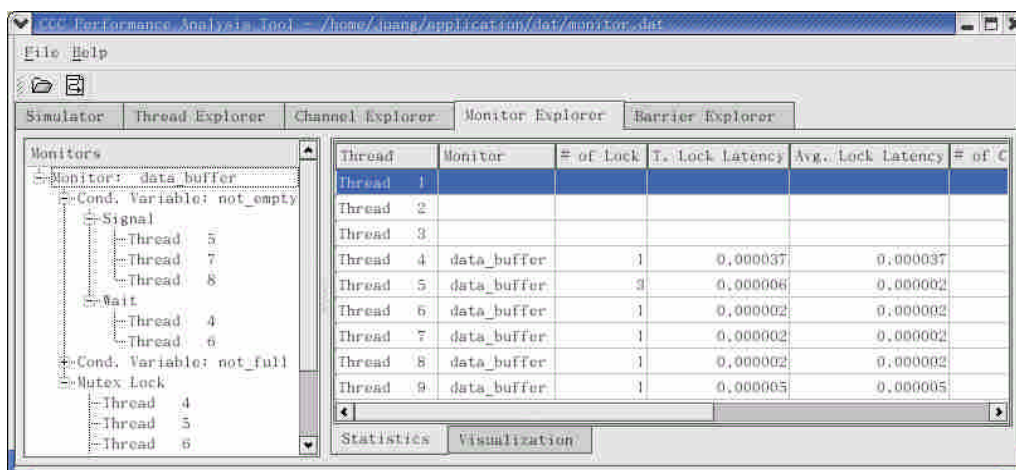 CCC Performance Analysis Tool - /home/jpang/application/dat/monitor.dat
File Help
Simulator Thread Explorer Channel Explorer Monitor Explorer Barrier Explorer
Monitors
Monitor: data_buffer
Cond. Variable: not_empty
Signal
Thread 5
Thread 7
Thread 8
Wait
Thread 4
Thread 6
Cond. Variable: not_full
Mutex Lock
Thread 4
Thread 5
Thread 6
Thread Monitor # of Lock T. Lock Latency Avg. Lock Latency # of C
Thread 1
Thread 2
Thread 3
Thread 4 data_buffer 1 0.000037 0.000037
Thread 5 data_buffer 3 0.000006 0.000002
Thread 6 data_buffer 1 0.000002 0.000002
Thread 7 data_buffer 1 0.000002 0.000002
Thread 8 data_buffer 1 0.000002 0.000002
Thread 9 data_buffer 1 0.000005 0.000005
Statistics Visualization